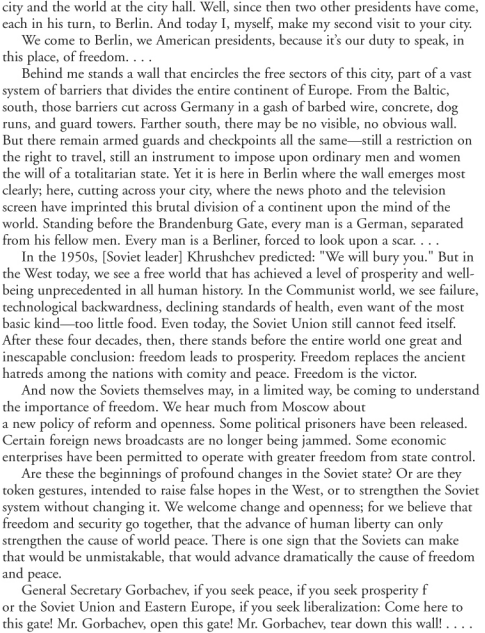 city and the world at the city hall. Well, since then two other presidents have come,
each in his turn, to Berlin. And today I, myself, make my second visit to your city.
We come to Berlin, we American presidents, because it's our duty to speak, in
this place, of freedom. . . .
Behind me stands a wall that encircles the free sectors of this city, part of a vast
system of barriers that divides the entire continent of Europe. From the Baltic,
south, those barriers cut across Germany in a gash of barbed wire, concrete, dog
runs, and guard towers. Farther south, there may be no visible, no obvious wall.
But there remain armed guards and checkpoints all the same—still a restriction on
the right to travel, still an instrument to impose upon ordinary men and women
the will of a totalitarian state. Yet it is here in Berlin where the wall emerges most
clearly; here, cutting across your city, where the news photo and the television
screen have imprinted this brutal division of a continent upon the mind of the
world. Standing before the Brandenburg Gate, every man is a German, separated
from his fellow men. Every man is a Berliner, forced to look upon a scar. . . .
In the 1950s, [Soviet leader] Khrushchev predicted: "We will bury you." But in
the West today, we see a free world that has achieved a level of prosperity and well-
being unprecedented in all human history. In the Communist world, we see failure,
technological backwardness, declining standards of health, even want of the most
basic kind—too little food. Even today, the Soviet Union still cannot feed itself.
After these four decades, then, there stands before the entire world one great and
inescapable conclusion: freedom leads to prosperity. Freedom replaces the ancient
hatreds among the nations with comity and peace. Freedom is the victor.
And now the Soviets themselves may, in a limited way, be coming to understand
the importance of freedom. We hear much from Moscow about
a new policy of reform and openness. Some political prisoners have been released.
Certain foreign news broadcasts are no longer being jammed. Some economic
enterprises have been permitted to operate with greater freedom from state control.
Are these the beginnings of profound changes in the Soviet state? Or are they
token gestures, intended to raise false hopes in the West, or to strengthen the Soviet
system without changing it. We welcome change and openness; for we believe that
freedom and security go together, that the advance of human liberty can only
strengthen the cause of world peace. There is one sign that the Soviets can make
that would be unmistakable, that would advance dramatically the cause of freedom
and peace.
General Secretary Gorbachev, if you seek peace, if you seek prosperity f
or the Soviet Union and Eastern Europe, if you seek liberalization: Come here to
this gate! Mr. Gorbachev, open this gate! Mr. Gorbachev, tear down this wall! . . . .